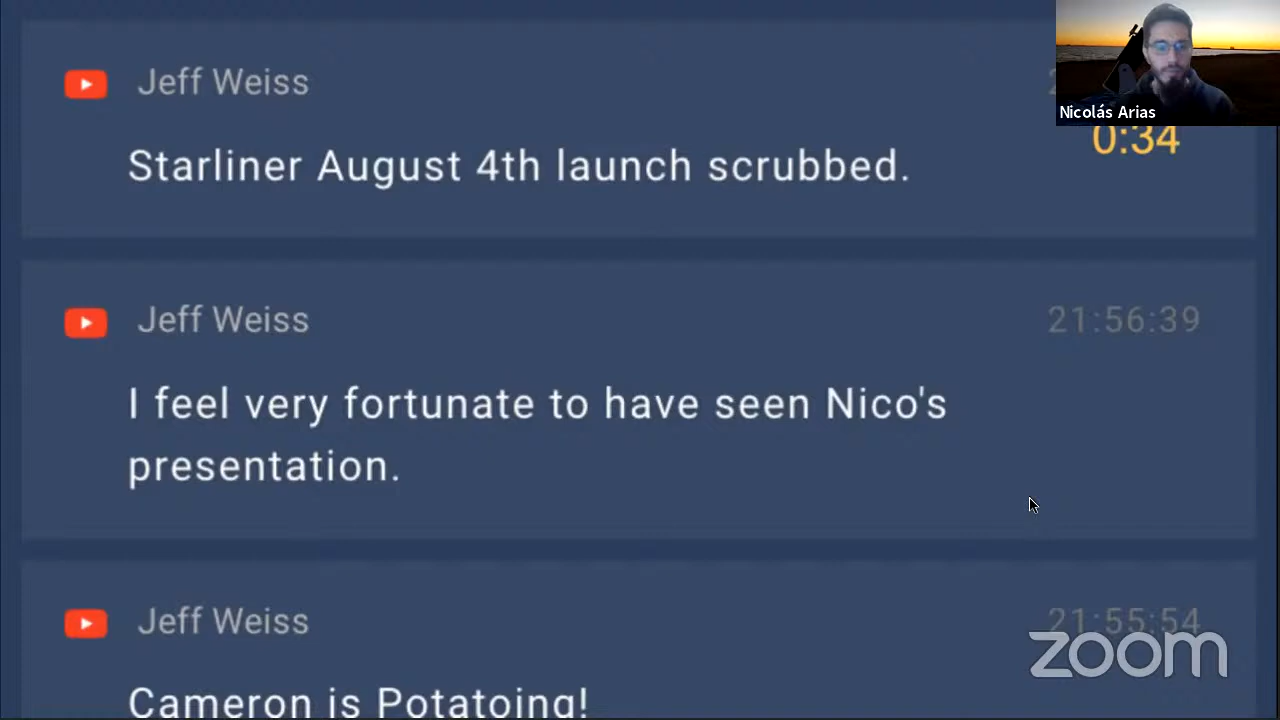 Jeff Weiss
Nicolás Arias
0:34
Starliner August 4th launch scrubbed.
Jeff Weiss 21:56:39
I feel very fortunate to have seen Nico's
presentation.
Jeff Weiss 21:55:54
zoom
Cameron is Potatoing!